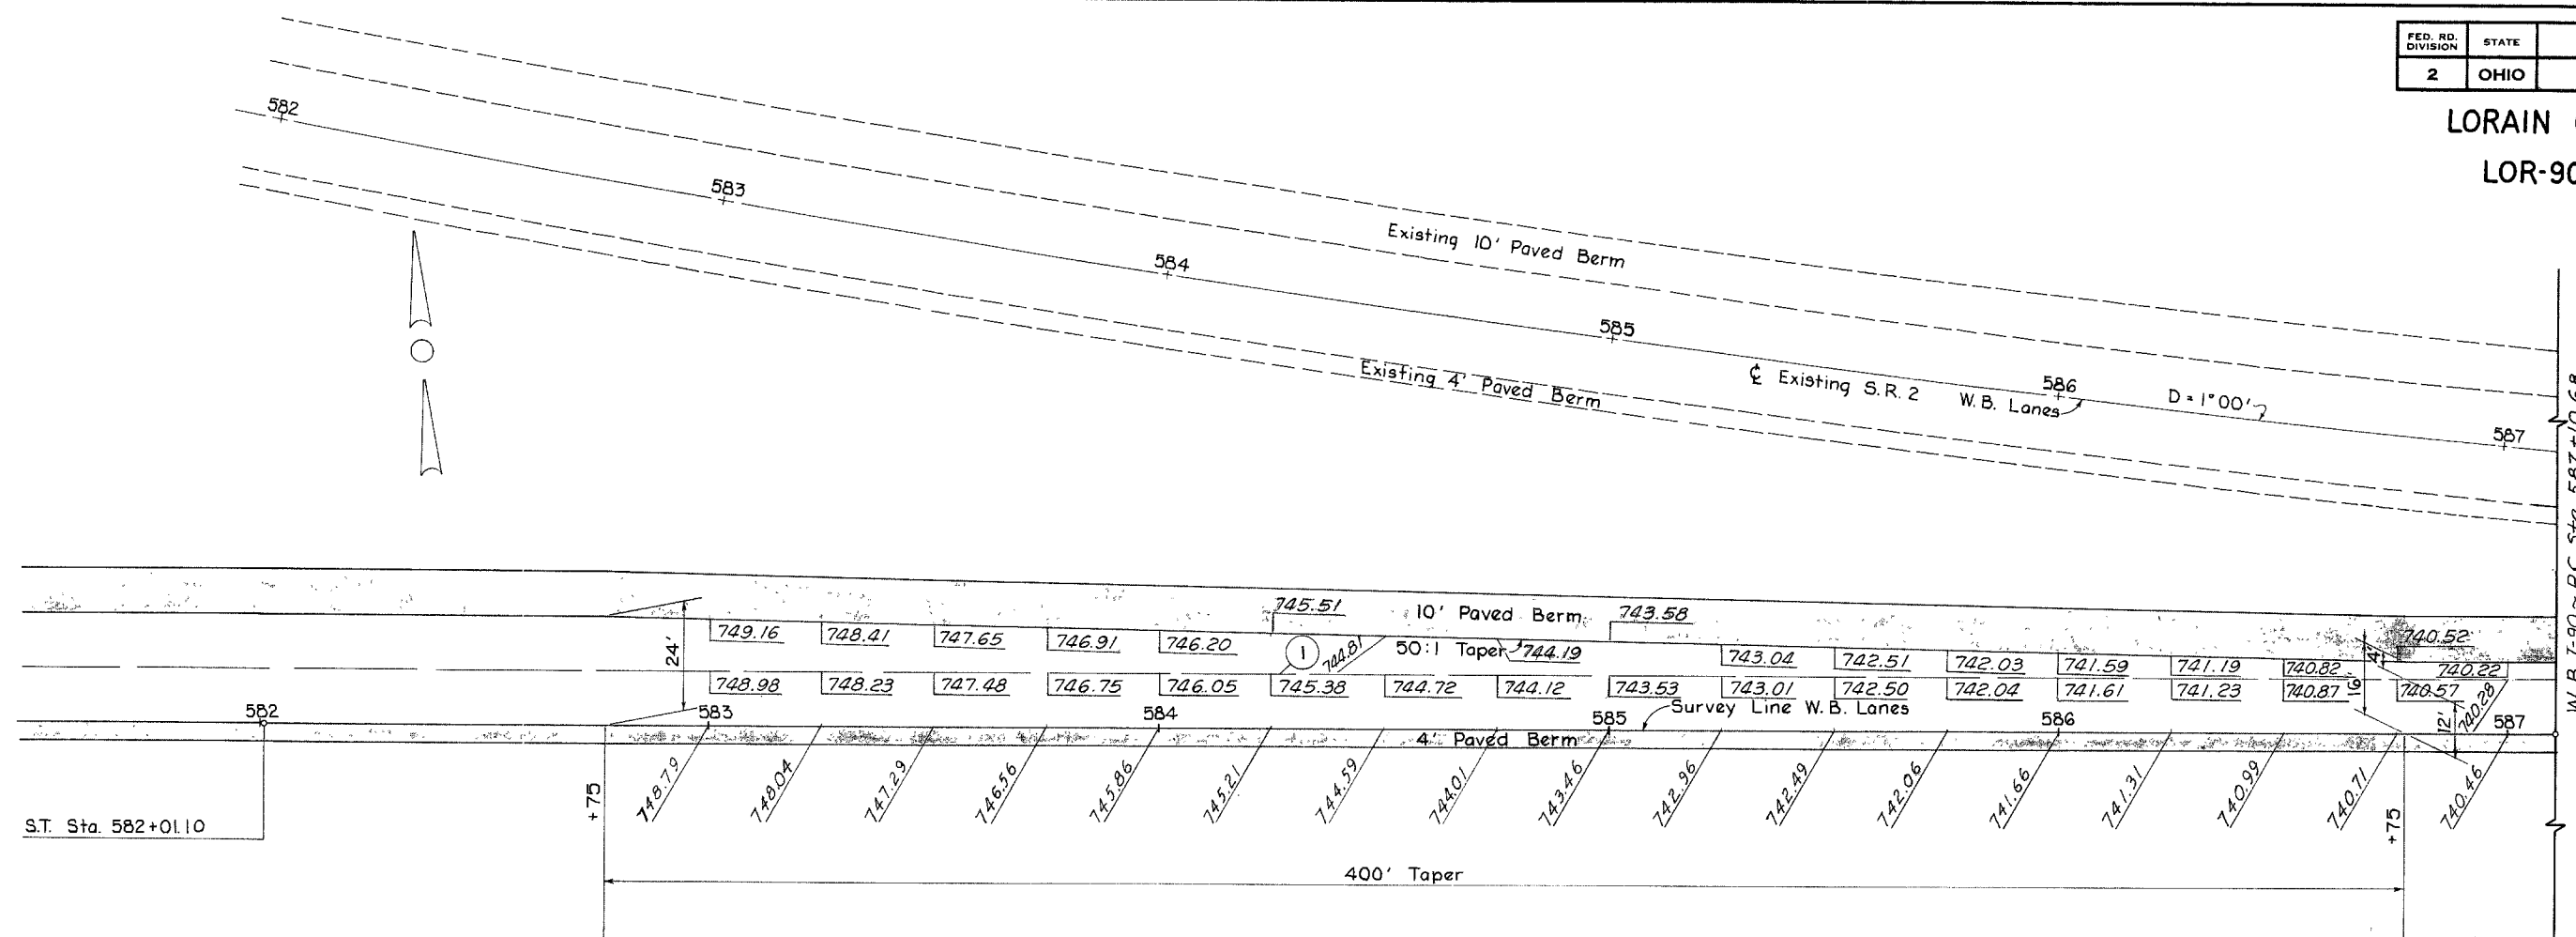 FED. RD. DIVISION STATE
2 OHIO
LORAIN
LOR-90
582
583
584
585
586
587
Existing 10' Paved Berm
Existing 4' Paved Berm
℄ Existing S.R. 2 W.B. Lanes
D = 1°00'
W.B. I-90 ~ P.C. Sta. 587+10.68
745.51 10' Paved Berm 743.58 740.52
749.16 748.41 747.65 746.91 746.20 1 744.81 50:1 Taper 744.19 743.04 742.51 742.03 741.59 741.19 740.82 4' 740.22
24'
748.98 748.23 747.48 746.75 746.05 745.38 744.72 744.12 743.53 743.01 742.50 742.04 741.61 741.23 740.87 16' 740.57 740.28
Survey Line W.B. Lanes
582 583 584 585 586 12' 587
4' Paved Berm
+75 748.79 748.04 747.29 746.56 745.86 745.21 744.59 744.01 743.46 742.96 742.49 742.06 741.66 741.31 740.99 740.71 +75 740.46
S.T. Sta. 582+01.10
400' Taper